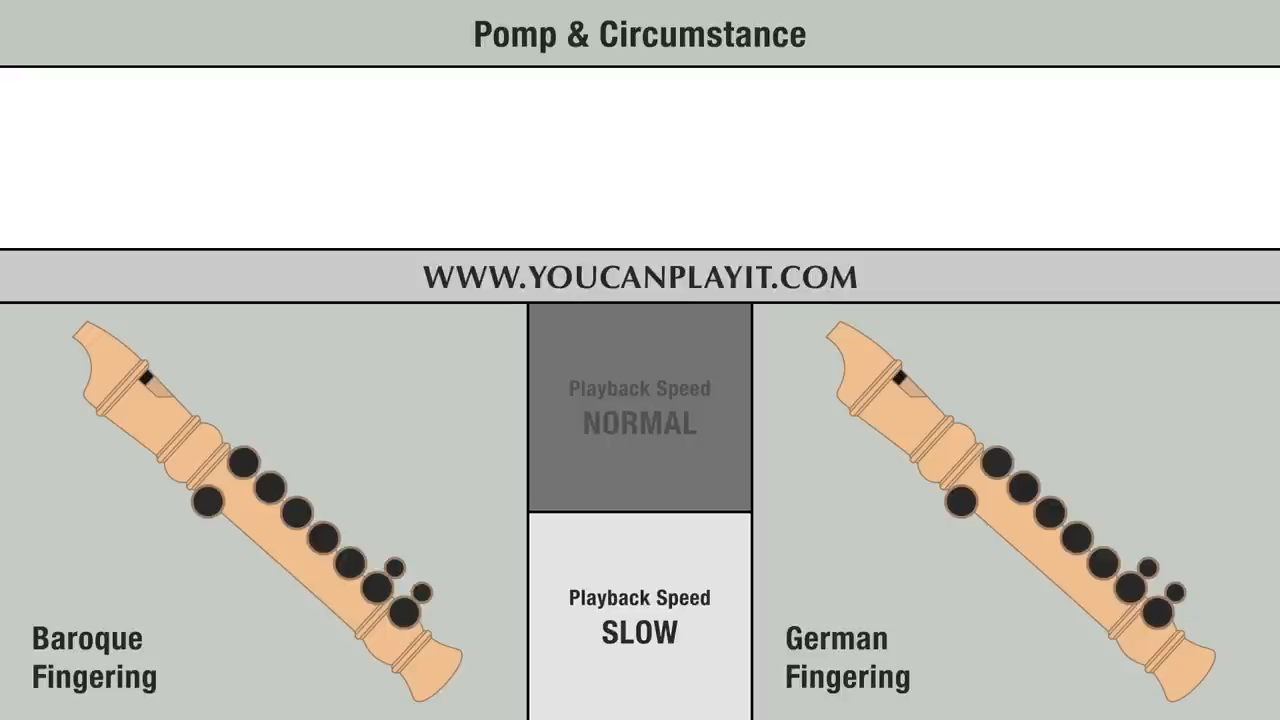 Pomp & Circumstance
WWW.YOUCANPLAYIT.COM
Playback Speed
NORMAL
Playback Speed
SLOW
Baroque
Fingering
German
Fingering